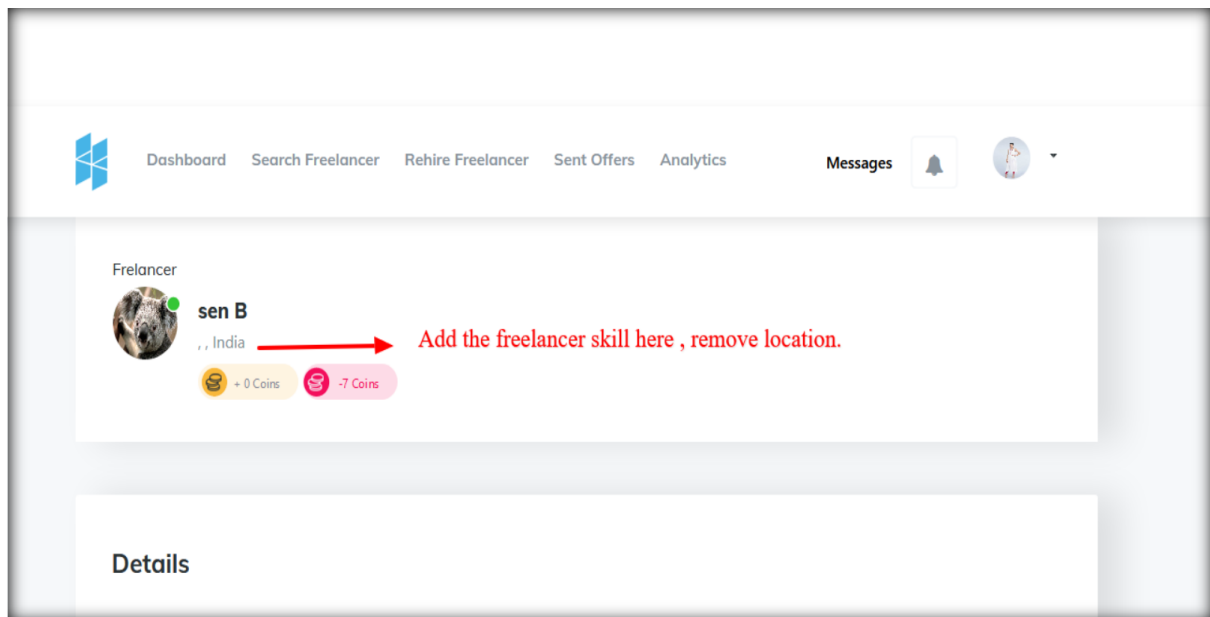 Dashboard Search Freelancer Rehire Freelancer Sent Offers Analytics Messages
Frelancer
sen B
, , India
Add the freelancer skill here , remove location.
+ 0 Coins -7 Coins
Details